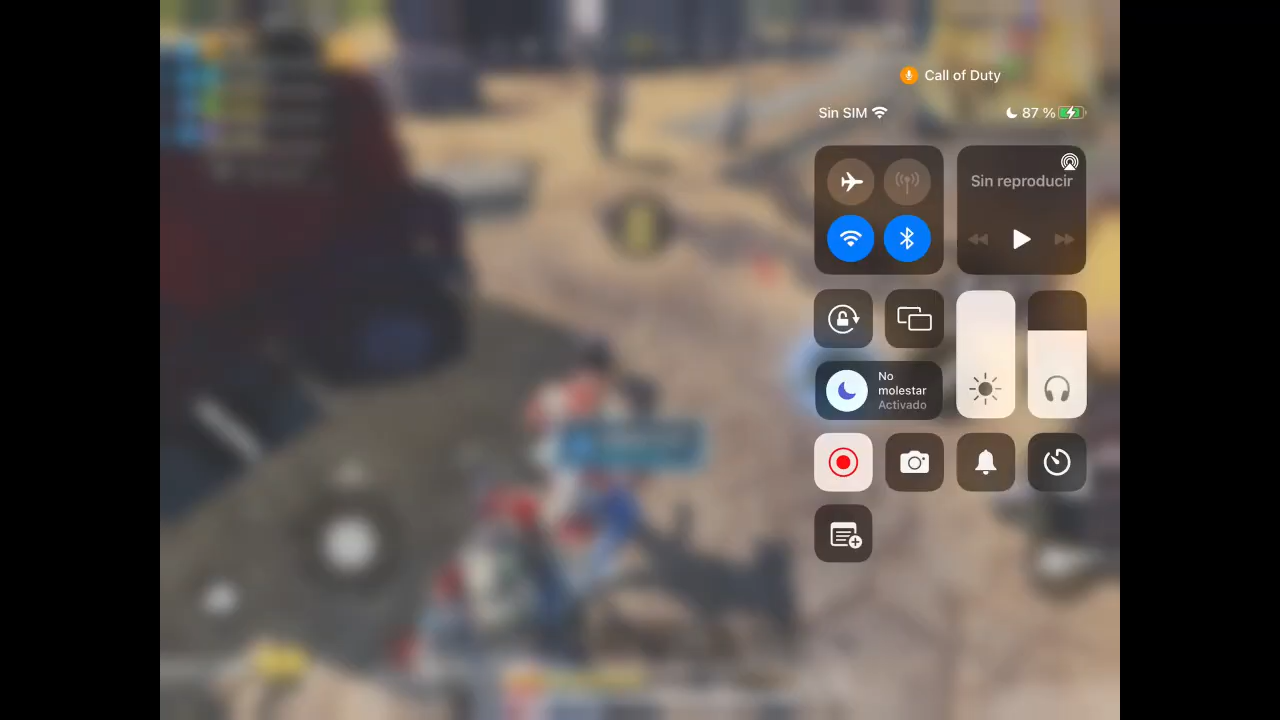 Call of Duty
Sin SIM
87 %
Sin reproducir
No
molestar
Activado